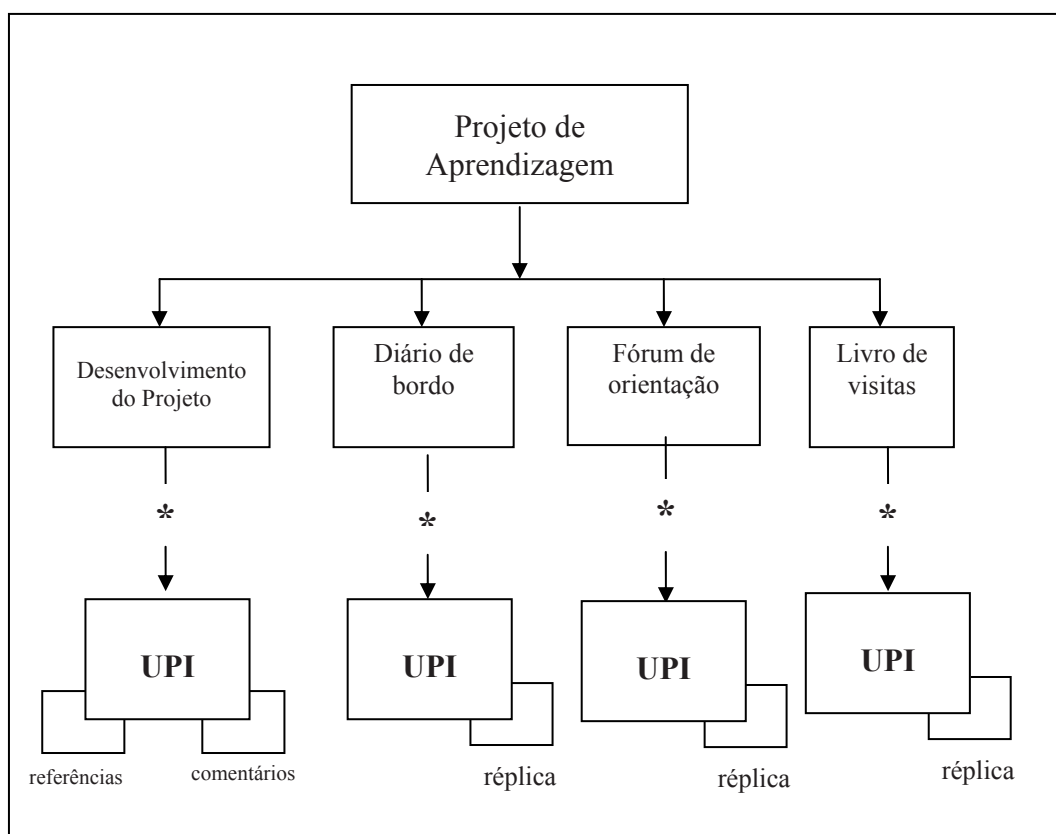 Projeto de
Aprendizagem
Desenvolvimento
do Projeto
Diário de
bordo
Fórum de
orientação
Livro de
visitas
*
*
*
*
UPI
UPI
UPI
UPI
referências
comentários
réplica
réplica
réplica